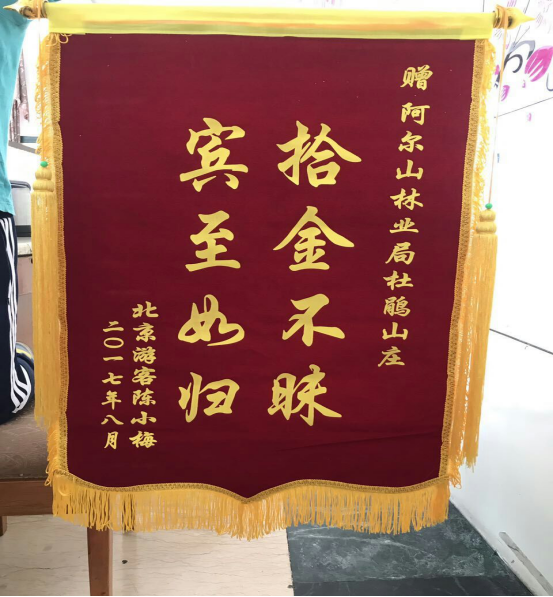 赠阿尔山林业局杜鹃山庄
拾金不昧
宾至如归
北京游客陈小梅
二〇一七年八月